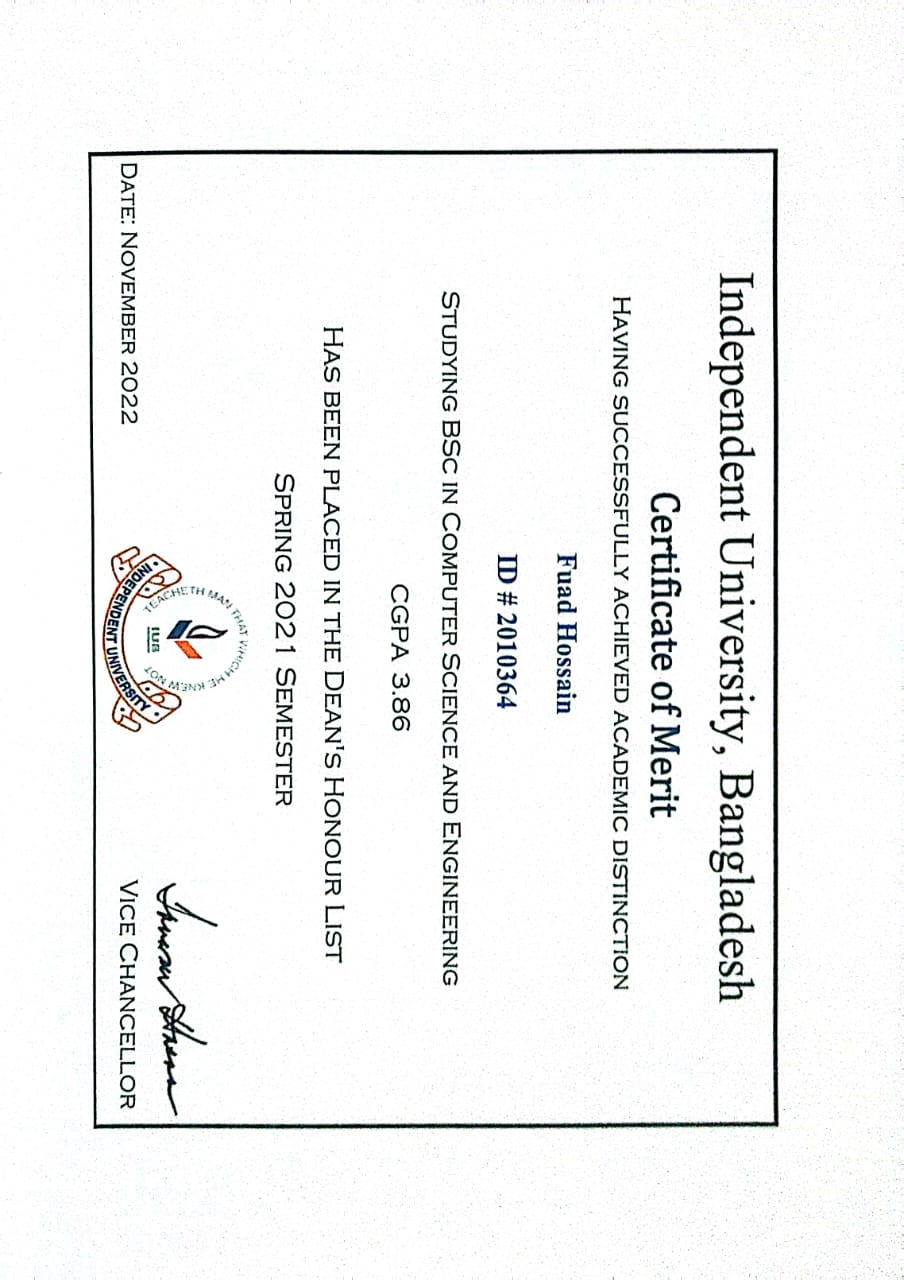 Independent University, Bangladesh
Certificate of Merit
HAVING SUCCESSFULLY ACHIEVED ACADEMIC DISTINCTION
Fuad Hossain
ID # 2010364
STUDYING BSC IN COMPUTER SCIENCE AND ENGINEERING
CGPA 3.86
HAS BEEN PLACED IN THE DEAN'S HONOUR LIST
SPRING 2021 SEMESTER
TEACHETH MAN THAT WHICH HE KNEW NOT
IUB
INDEPENDENT UNIVERSITY
DATE: NOVEMBER 2022
VICE CHANCELLOR